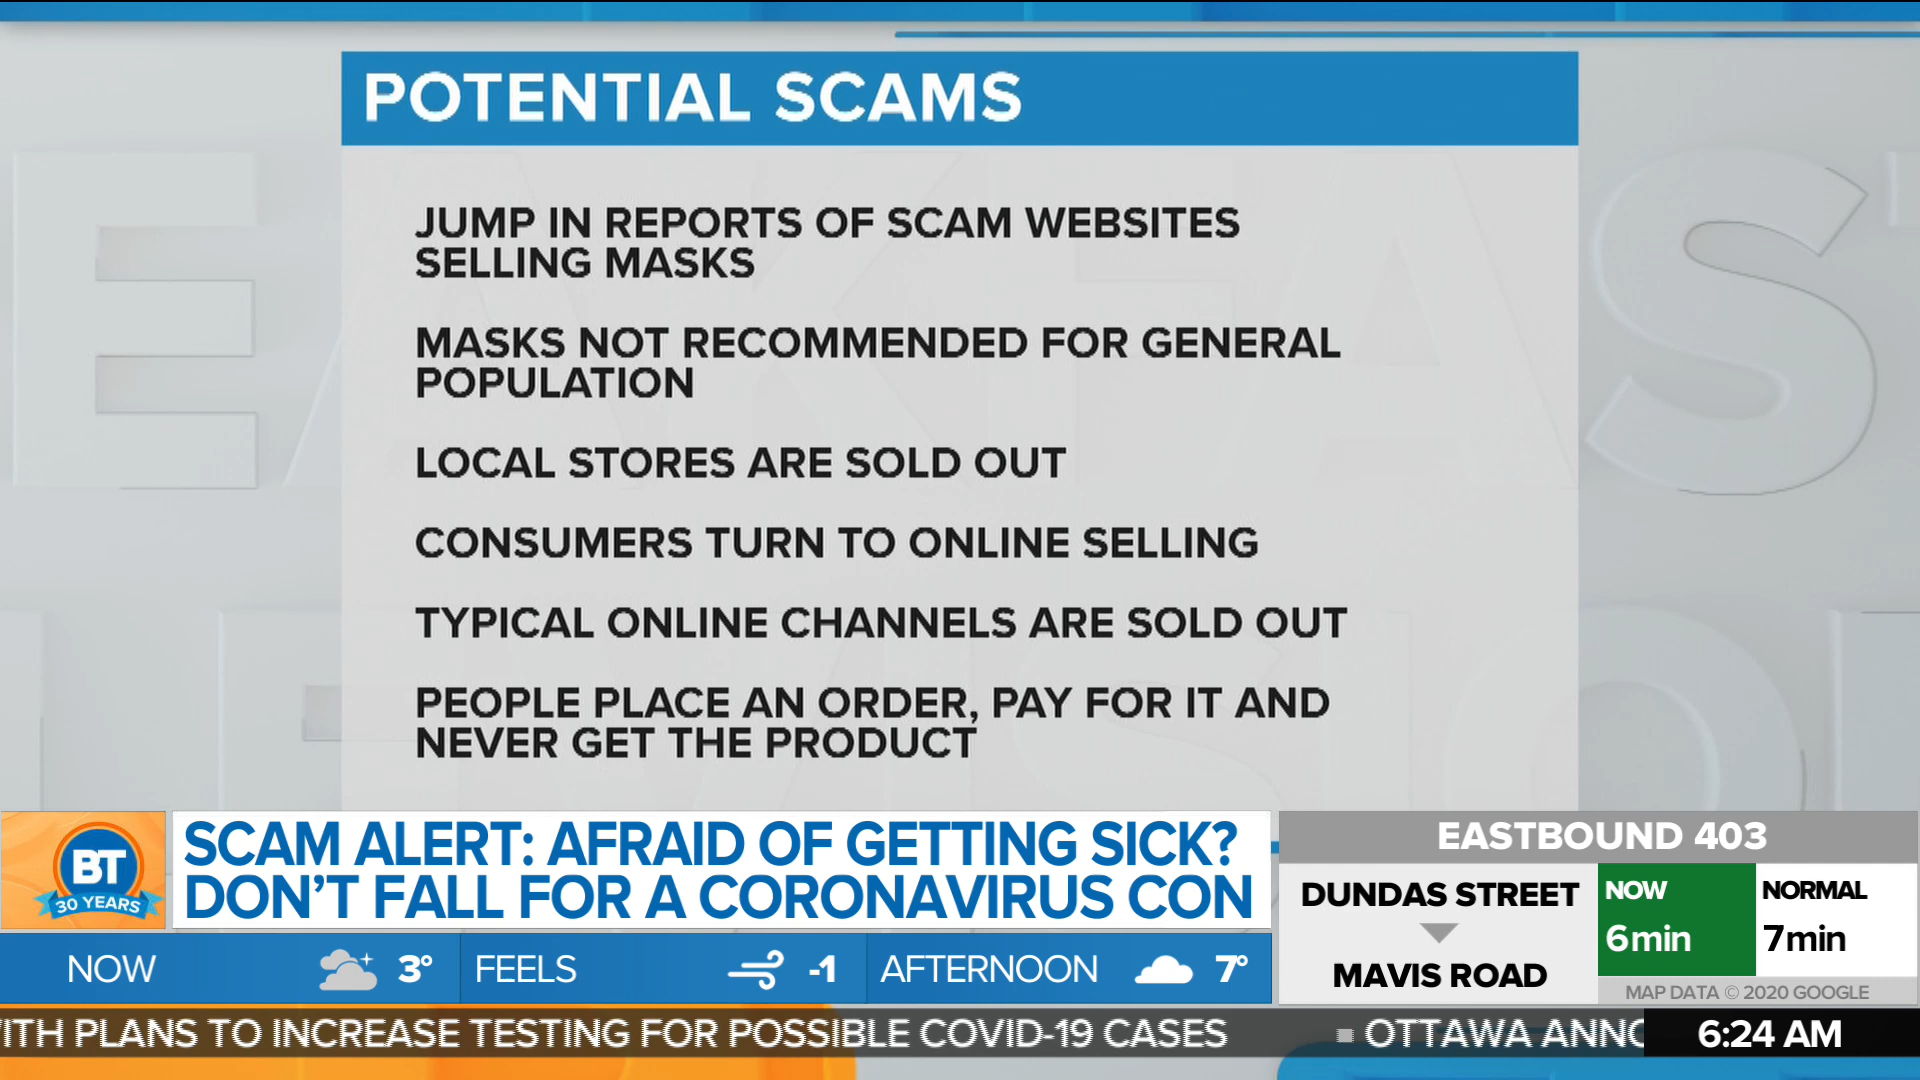 POTENTIAL SCAMS
JUMP IN REPORTS OF SCAM WEBSITES
SELLING MASKS
MASKS NOT RECOMMENDED FOR GENERAL
POPULATION
LOCAL STORES ARE SOLD OUT
CONSUMERS TURN TO ONLINE SELLING
TYPICAL ONLINE CHANNELS ARE SOLD OUT
PEOPLE PLACE AN ORDER, PAY FOR IT AND
NEVER GET THE PRODUCT
BT
30 YEARS
SCAM ALERT: AFRAID OF GETTING SICK?
DON'T FALL FOR A CORONAVIRUS CON
EASTBOUND 403
DUNDAS STREET
MAVIS ROAD
NOW
6min
NORMAL
7min
MAP DATA © 2020 GOOGLE
NOW 3° FEELS -1 AFTERNOON 7°
ITH PLANS TO INCREASE TESTING FOR POSSIBLE COVID-19 CASES ▪ OTTAWA ANNO
6:24 AM